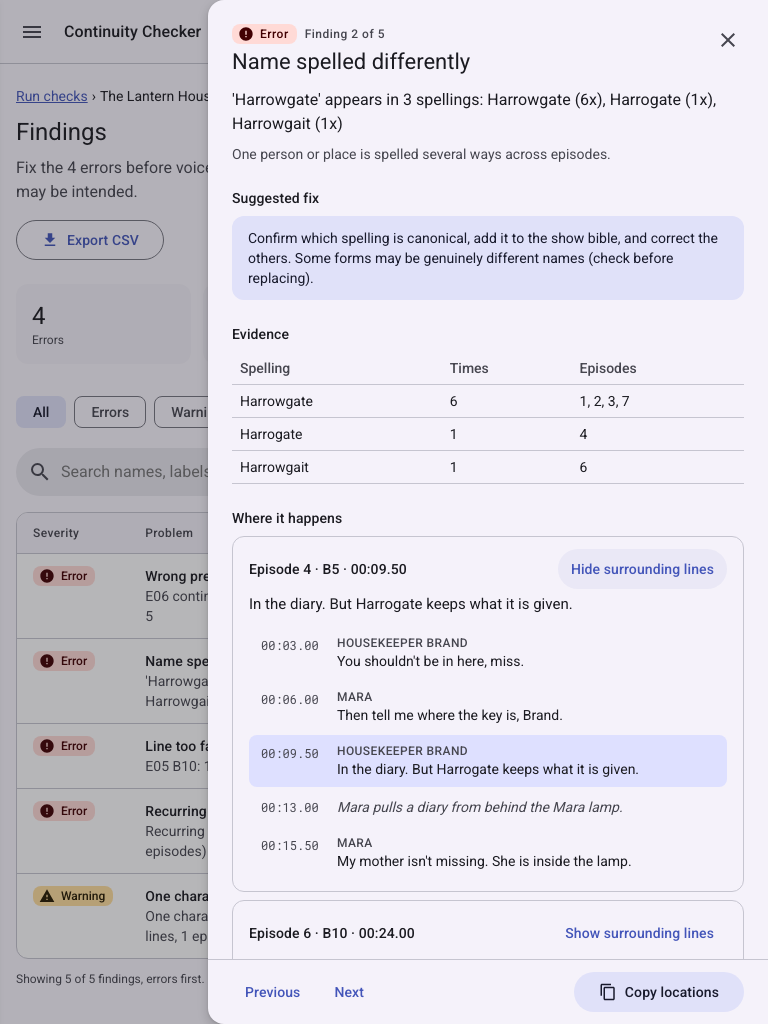 Continuity Checker
Run checks › The Lantern Hous
Findings
Fix the 4 errors before voice
may be intended.
Export CSV
4
Errors
All
Errors
Warni
Search names, labels
Severity Problem
Error Wrong pre
E06 contin
5
Error Name spe
'Harrowga
Harrowgai
Error Line too fa
E05 B10: 1
Error Recurring
Recurring
episodes)
Warning One chara
One chara
lines, 1 ep
Showing 5 of 5 findings, errors first.
Error Finding 2 of 5
Name spelled differently
'Harrowgate' appears in 3 spellings: Harrowgate (6x), Harrogate (1x),
Harrowgait (1x)
One person or place is spelled several ways across episodes.
Suggested fix
Confirm which spelling is canonical, add it to the show bible, and correct the
others. Some forms may be genuinely different names (check before
replacing).
Evidence
Spelling Times Episodes
Harrowgate 6 1, 2, 3, 7
Harrogate 1 4
Harrowgait 1 6
Where it happens
Episode 4 · B5 · 00:09.50 Hide surrounding lines
In the diary. But Harrogate keeps what it is given.
00:03.00 HOUSEKEEPER BRAND
You shouldn't be in here, miss.
00:06.00 MARA
Then tell me where the key is, Brand.
00:09.50 HOUSEKEEPER BRAND
In the diary. But Harrogate keeps what it is given.
00:13.00 Mara pulls a diary from behind the Mara lamp.
00:15.50 MARA
My mother isn't missing. She is inside the lamp.
Episode 6 · B10 · 00:24.00 Show surrounding lines
Previous Next Copy locations